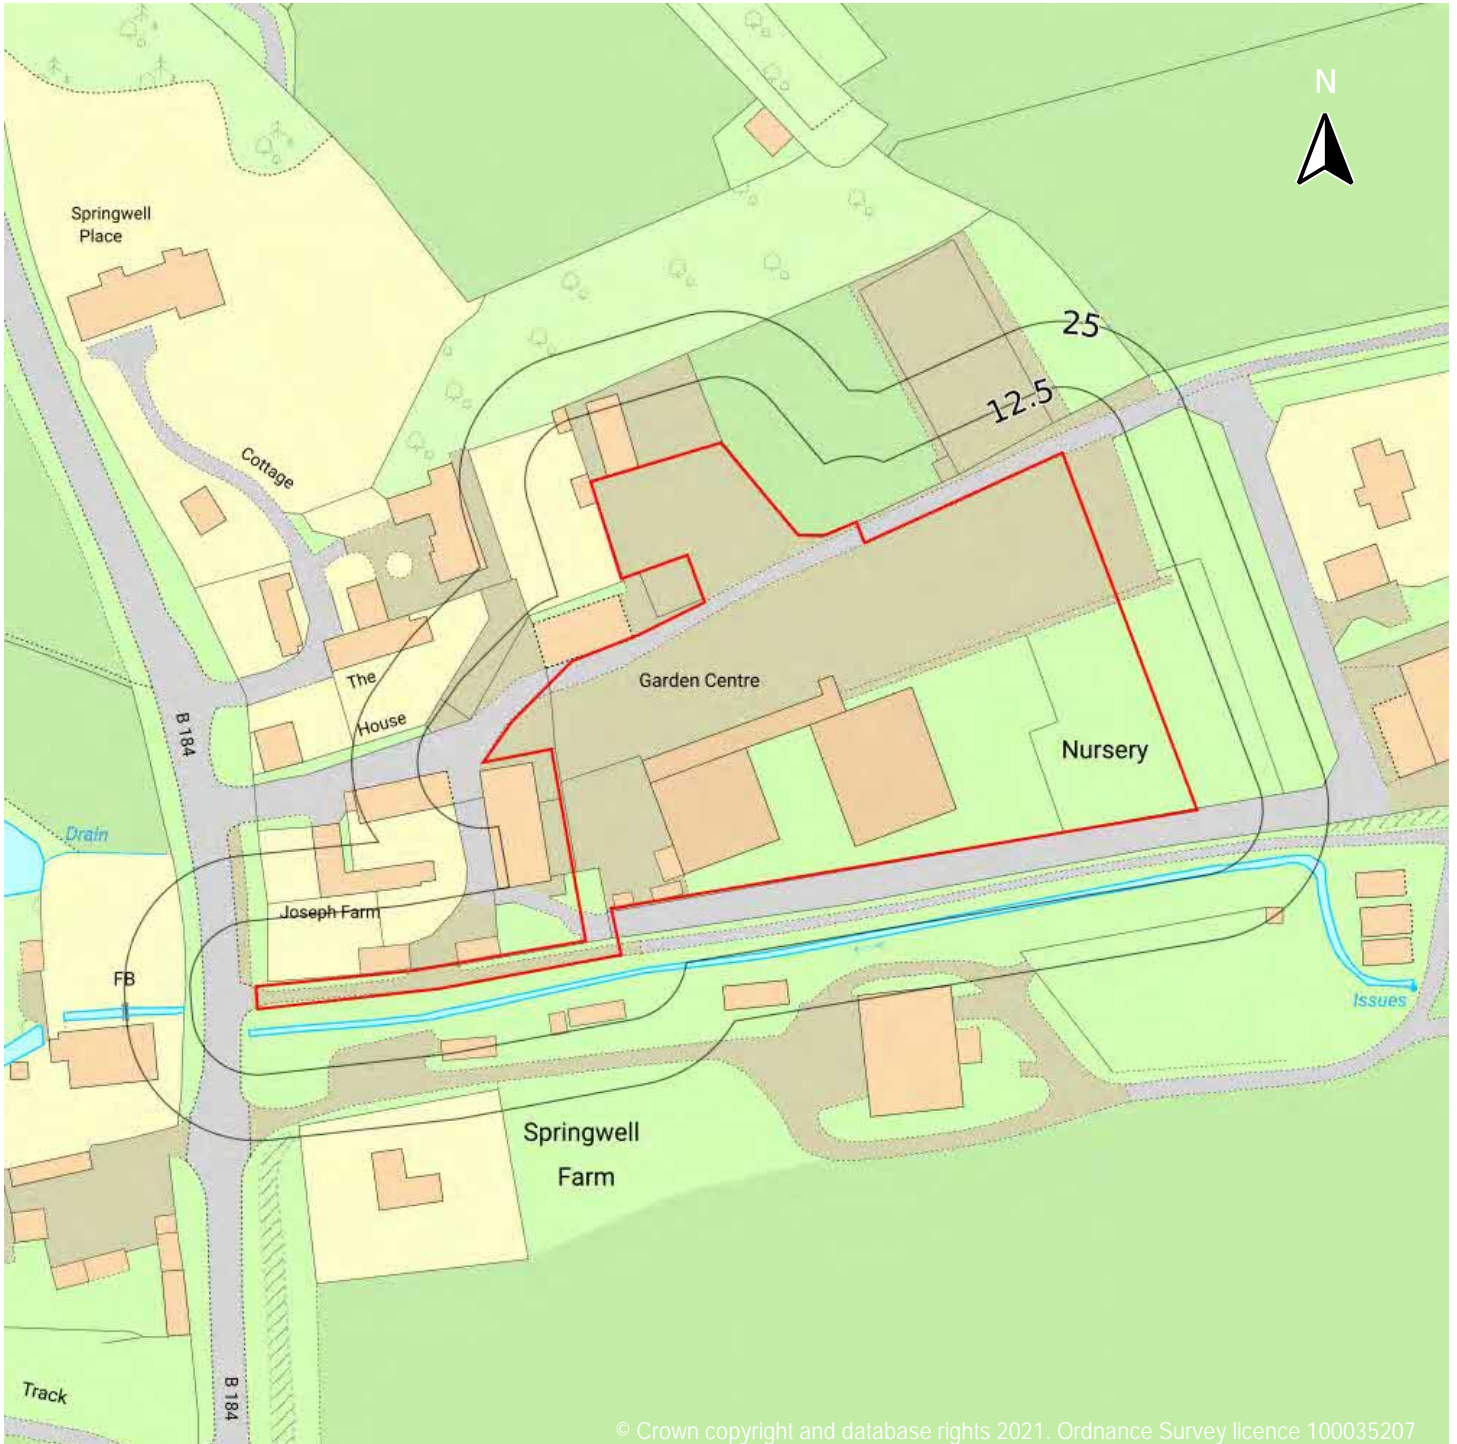 N
Springwell
Place
25
12.5
Cottage
The
House
Garden Centre
B 184
Nursery
Drain
Joseph Farm
FB
Issues
Springwell
Farm
B 184
Track
© Crown copyright and database rights 2021. Ordnance Survey licence 100035207